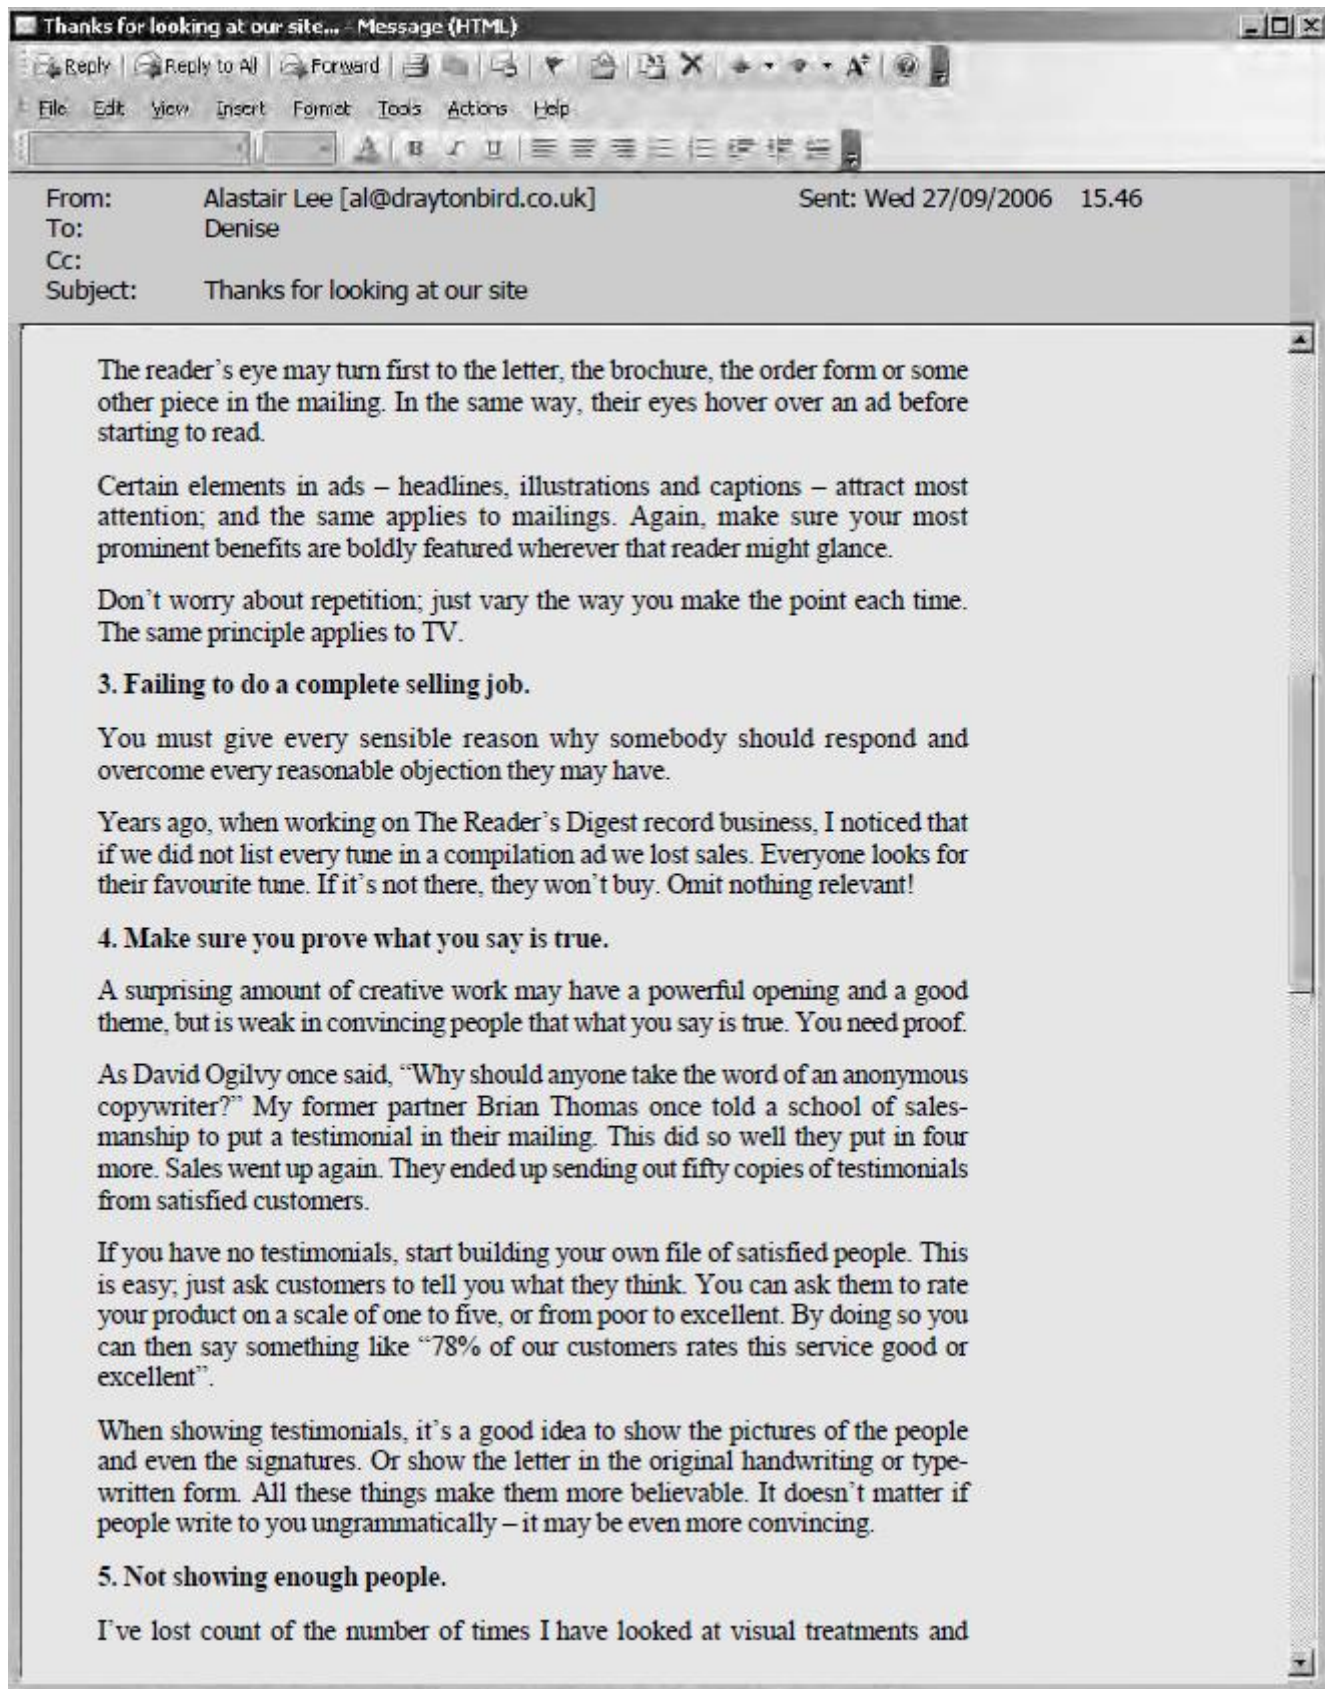 Thanks for looking at our site... - Message (HTML)
Reply Reply to All Forward
File Edit View Insert Format Tools Actions Help
A B I U
From: Alastair Lee [al@draytonbird.co.uk] Sent: Wed 27/09/2006 15.46
To: Denise
Cc:
Subject: Thanks for looking at our site
The reader's eye may turn first to the letter, the brochure, the order form or some
other piece in the mailing. In the same way, their eyes hover over an ad before
starting to read.
Certain elements in ads – headlines, illustrations and captions – attract most
attention; and the same applies to mailings. Again, make sure your most
prominent benefits are boldly featured wherever that reader might glance.
Don't worry about repetition; just vary the way you make the point each time.
The same principle applies to TV.
3. Failing to do a complete selling job.
You must give every sensible reason why somebody should respond and
overcome every reasonable objection they may have.
Years ago, when working on The Reader's Digest record business, I noticed that
if we did not list every tune in a compilation ad we lost sales. Everyone looks for
their favourite tune. If it's not there, they won't buy. Omit nothing relevant!
4. Make sure you prove what you say is true.
A surprising amount of creative work may have a powerful opening and a good
theme, but is weak in convincing people that what you say is true. You need proof.
As David Ogilvy once said, “Why should anyone take the word of an anonymous
copywriter?” My former partner Brian Thomas once told a school of sales-
manship to put a testimonial in their mailing. This did so well they put in four
more. Sales went up again. They ended up sending out fifty copies of testimonials
from satisfied customers.
If you have no testimonials, start building your own file of satisfied people. This
is easy; just ask customers to tell you what they think. You can ask them to rate
your product on a scale of one to five, or from poor to excellent. By doing so you
can then say something like “78% of our customers rates this service good or
excellent”.
When showing testimonials, it's a good idea to show the pictures of the people
and even the signatures. Or show the letter in the original handwriting or type-
written form. All these things make them more believable. It doesn't matter if
people write to you ungrammatically – it may be even more convincing.
5. Not showing enough people.
I've lost count of the number of times I have looked at visual treatments and